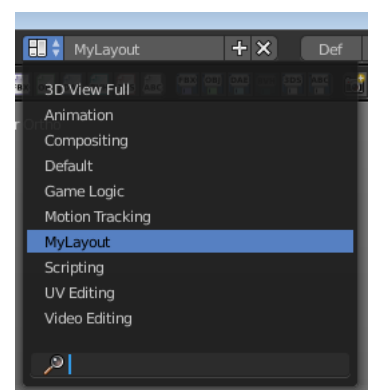 MyLayout
Def
3D View Full
Animation
Compositing
Default
Game Logic
Motion Tracking
MyLayout
Scripting
UV Editing
Video Editing